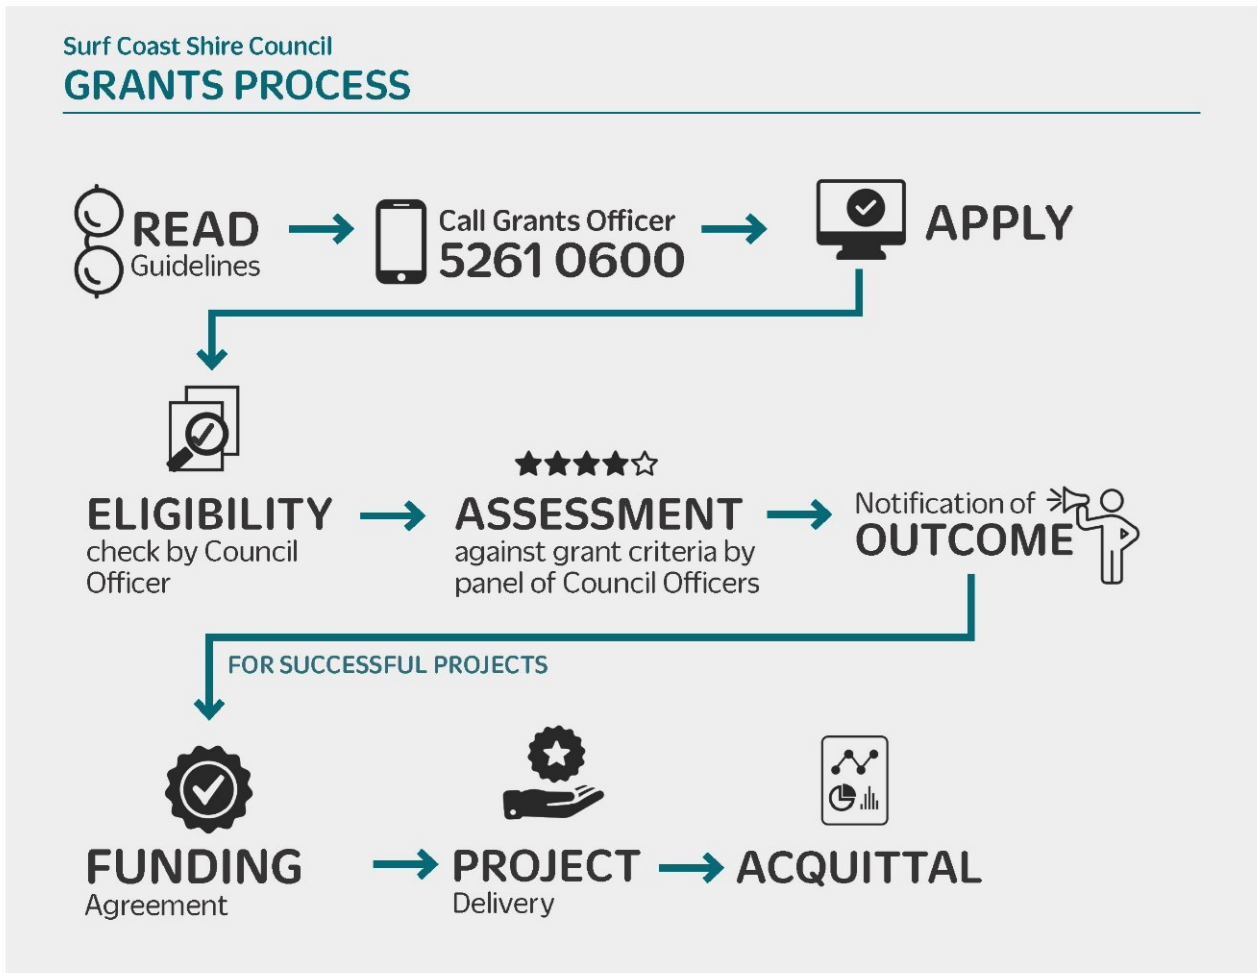 Surf Coast Shire Council
GRANTS PROCESS
READ
Guidelines
Call Grants Officer
5261 0600
APPLY
ELIGIBILITY
check by Council
Officer
ASSESSMENT
against grant criteria by
panel of Council Officers
Notification of
OUTCOME
FOR SUCCESSFUL PROJECTS
FUNDING
Agreement
PROJECT
Delivery
ACQUITTAL